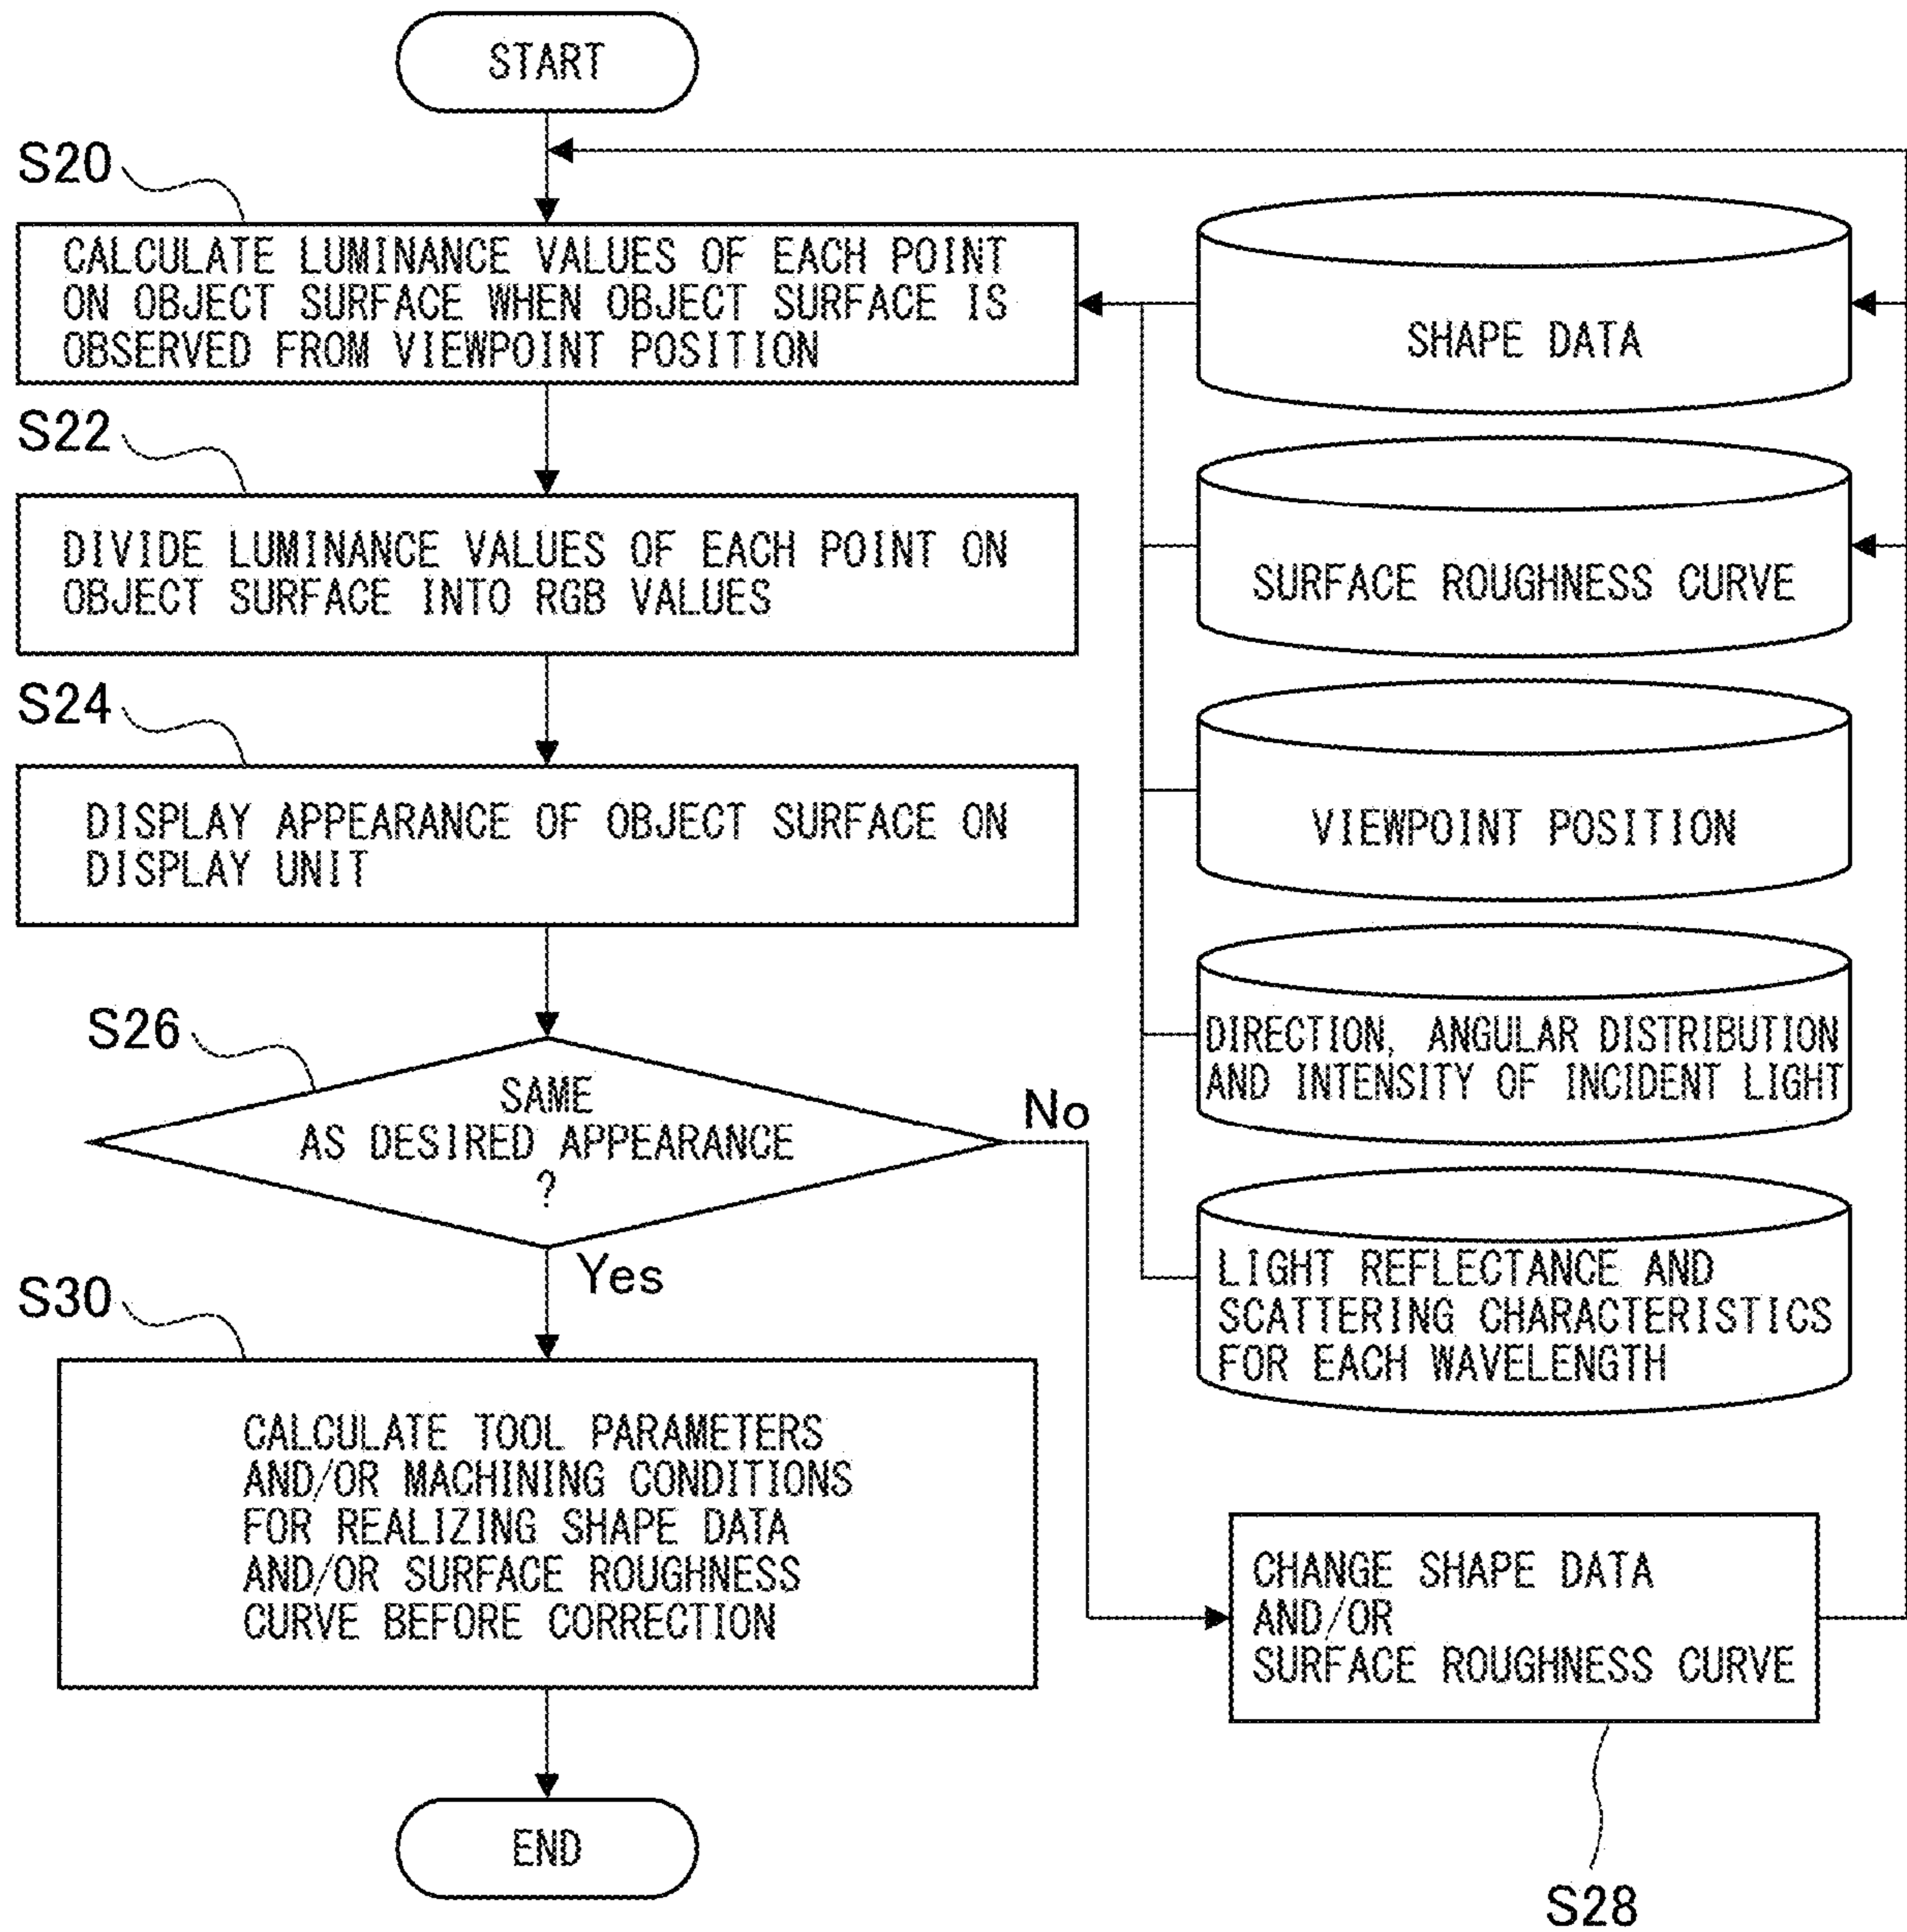 START
S20
CALCULATE LUMINANCE VALUES OF EACH POINT
ON OBJECT SURFACE WHEN OBJECT SURFACE IS
OBSERVED FROM VIEWPOINT POSITION
SHAPE DATA
S22
DIVIDE LUMINANCE VALUES OF EACH POINT ON
OBJECT SURFACE INTO RGB VALUES
SURFACE ROUGHNESS CURVE
S24
DISPLAY APPEARANCE OF OBJECT SURFACE ON
DISPLAY UNIT
VIEWPOINT POSITION
S26
SAME
AS DESIRED APPEARANCE
?
No
Yes
DIRECTION, ANGULAR DISTRIBUTION
AND INTENSITY OF INCIDENT LIGHT
LIGHT REFLECTANCE AND
SCATTERING CHARACTERISTICS
FOR EACH WAVELENGTH
S30
CALCULATE TOOL PARAMETERS
AND/OR MACHINING CONDITIONS
FOR REALIZING SHAPE DATA
AND/OR SURFACE ROUGHNESS
CURVE BEFORE CORRECTION
CHANGE SHAPE DATA
AND/OR
SURFACE ROUGHNESS CURVE
S28
END